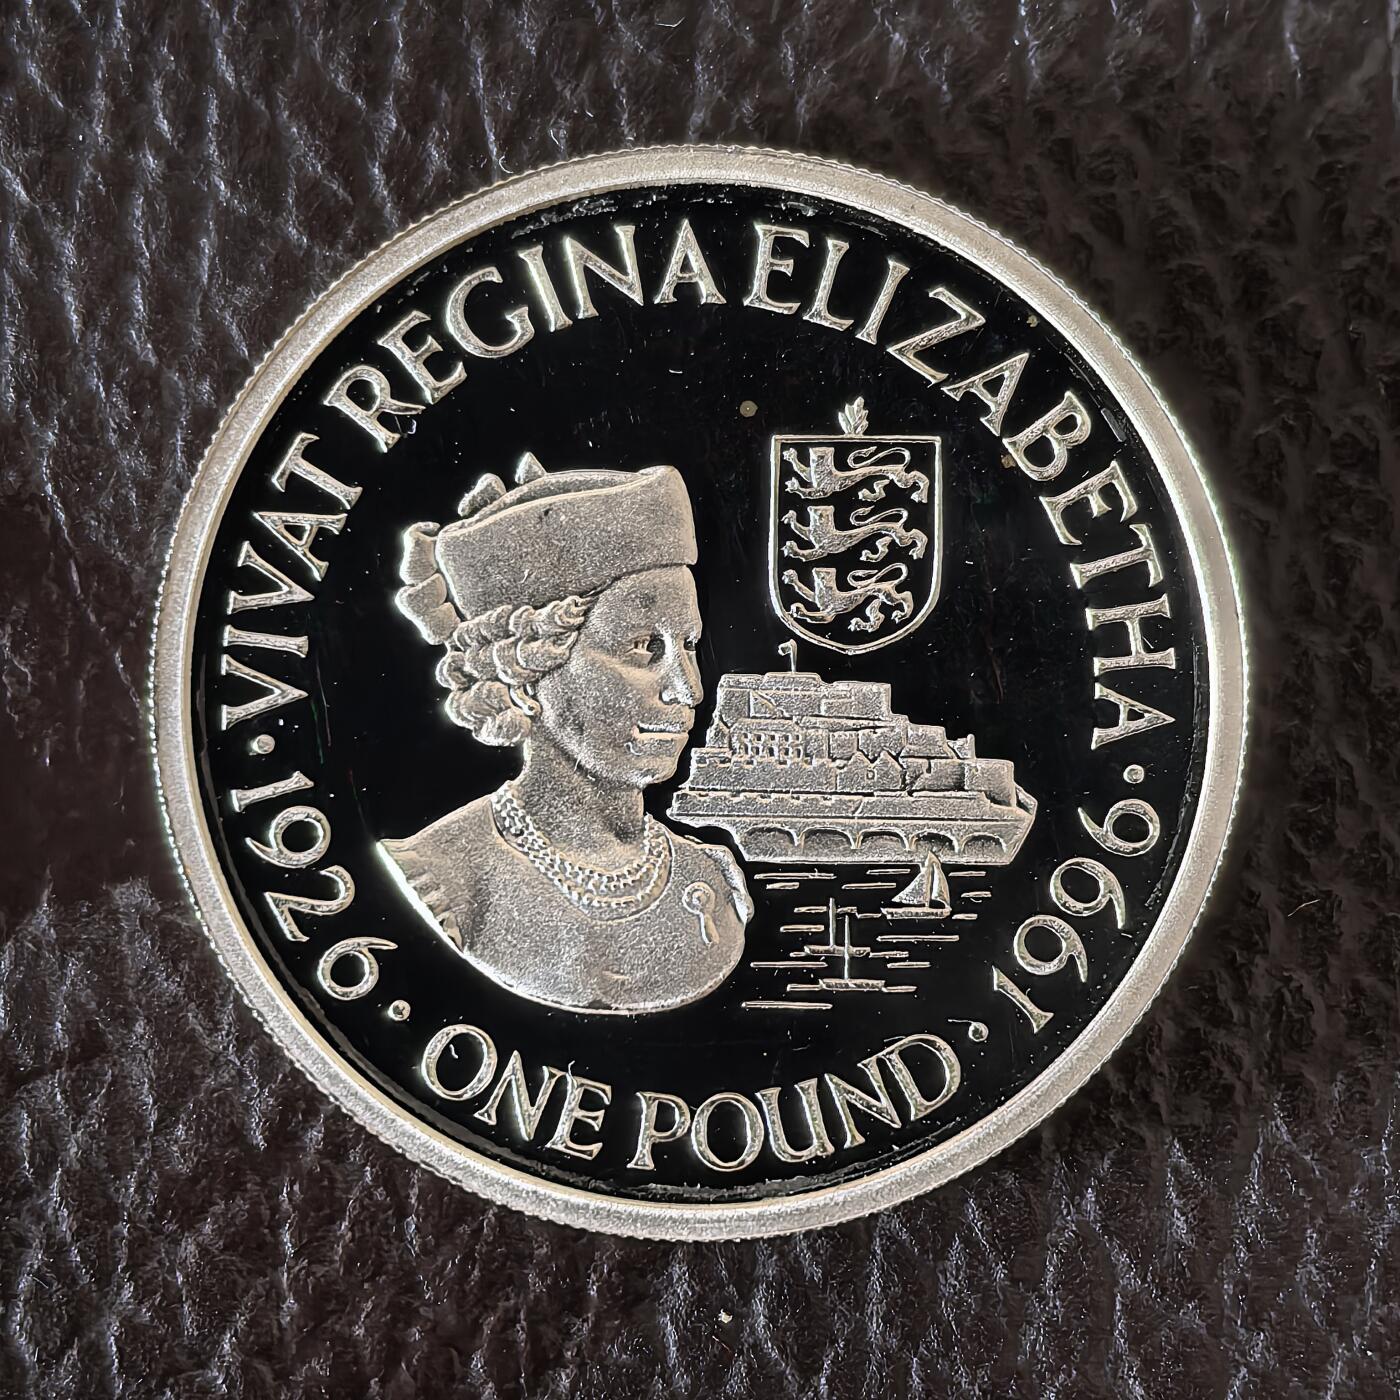 VIVAT REGINA ELIZABETHA
1926 · ONE POUND · 1996